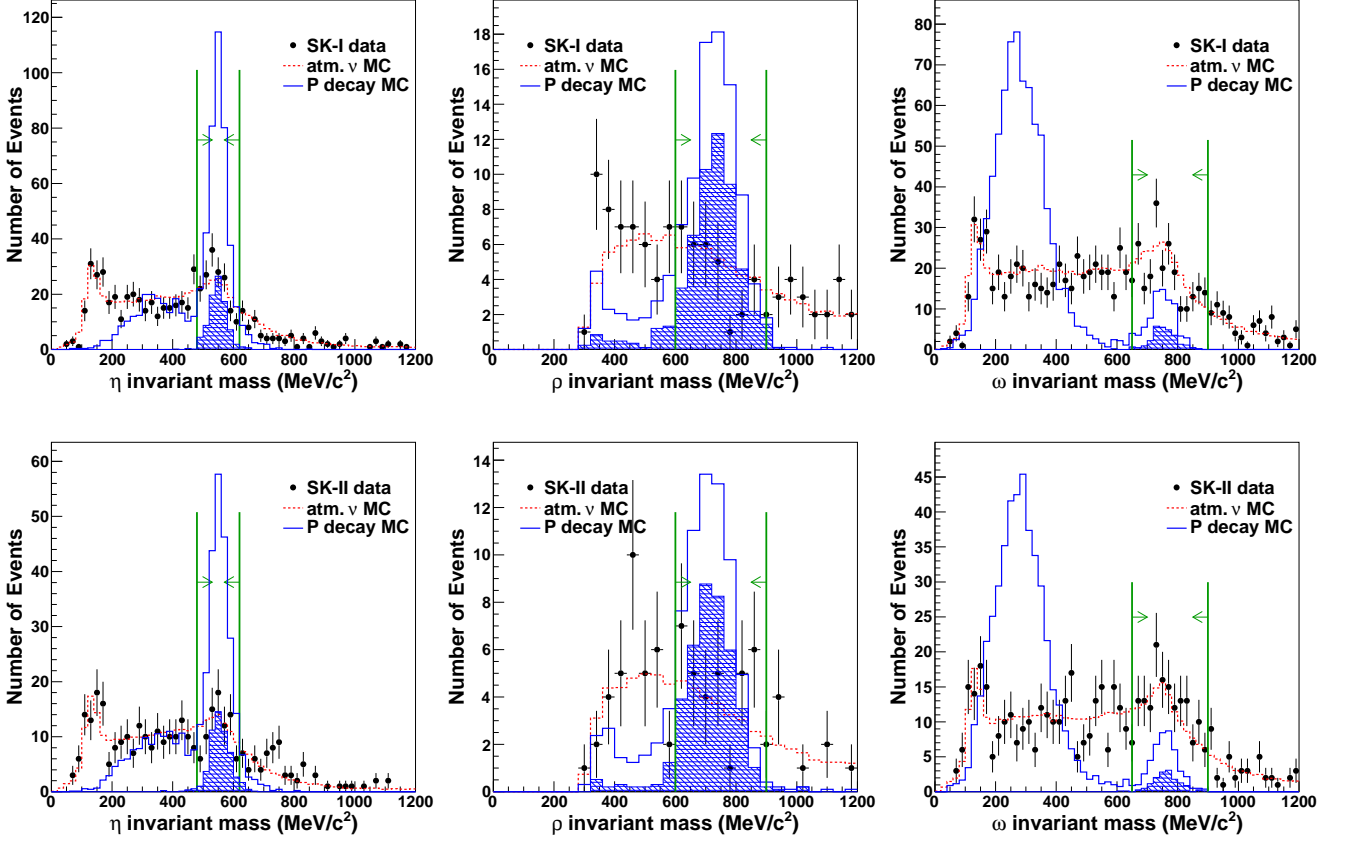 Number of Events
120
100
80
60
40
20
0
SK-I data
atm. ν MC
P decay MC
0 200 400 600 800 1000 1200
η invariant mass (MeV/c²)
Number of Events
18
16
14
12
10
8
6
4
2
0
SK-I data
atm. ν MC
P decay MC
0 200 400 600 800 1000 1200
ρ invariant mass (MeV/c²)
Number of Events
80
70
60
50
40
30
20
10
0
SK-I data
atm. ν MC
P decay MC
0 200 400 600 800 1000 1200
ω invariant mass (MeV/c²)
Number of Events
60
50
40
30
20
10
0
SK-II data
atm. ν MC
P decay MC
0 200 400 600 800 1000 1200
η invariant mass (MeV/c²)
Number of Events
14
12
10
8
6
4
2
0
SK-II data
atm. ν MC
P decay MC
0 200 400 600 800 1000 1200
ρ invariant mass (MeV/c²)
Number of Events
45
40
35
30
25
20
15
10
5
0
SK-II data
atm. ν MC
P decay MC
0 200 400 600 800 1000 1200
ω invariant mass (MeV/c²)